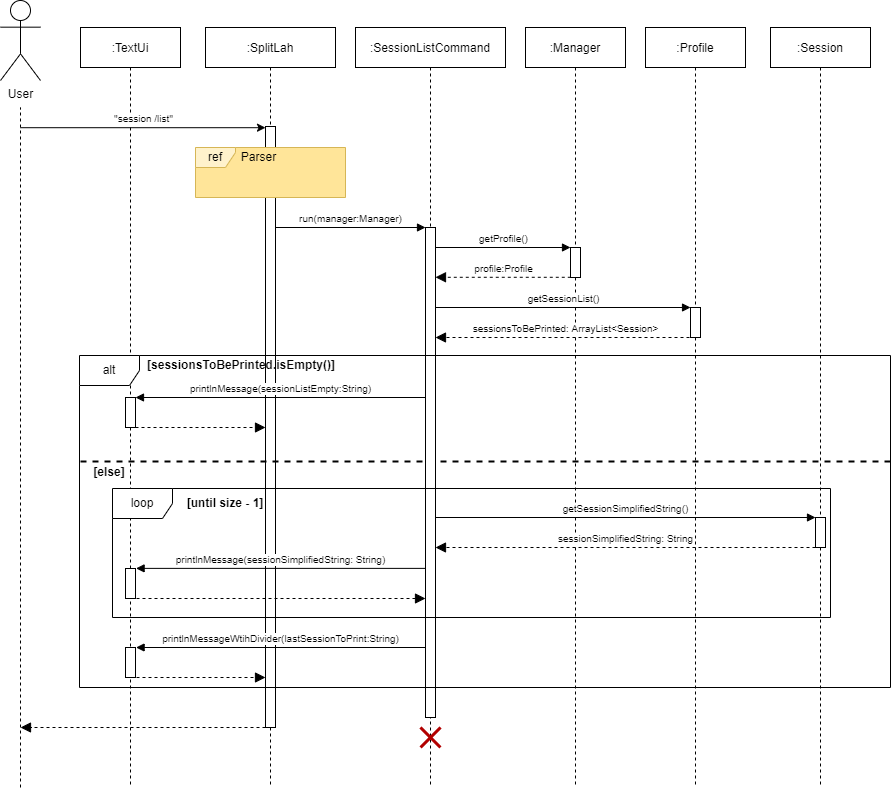 :TextUi
:SplitLah
:SessionListCommand
:Manager
:Profile
:Session
User
"session /list"
ref
Parser
run(manager:Manager)
getProfile()
profile:Profile
getSessionList()
sessionsToBePrinted: ArrayList<Session>
alt
[sessionsToBePrinted.isEmpty()]
printlnMessage(sessionListEmpty:String)
[else]
loop
[until size - 1]
getSessionSimplifiedString()
sessionSimplifiedString: String
printlnMessage(sessionSimplifiedString: String)
printlnMessageWtihDivider(lastSessionToPrint:String)